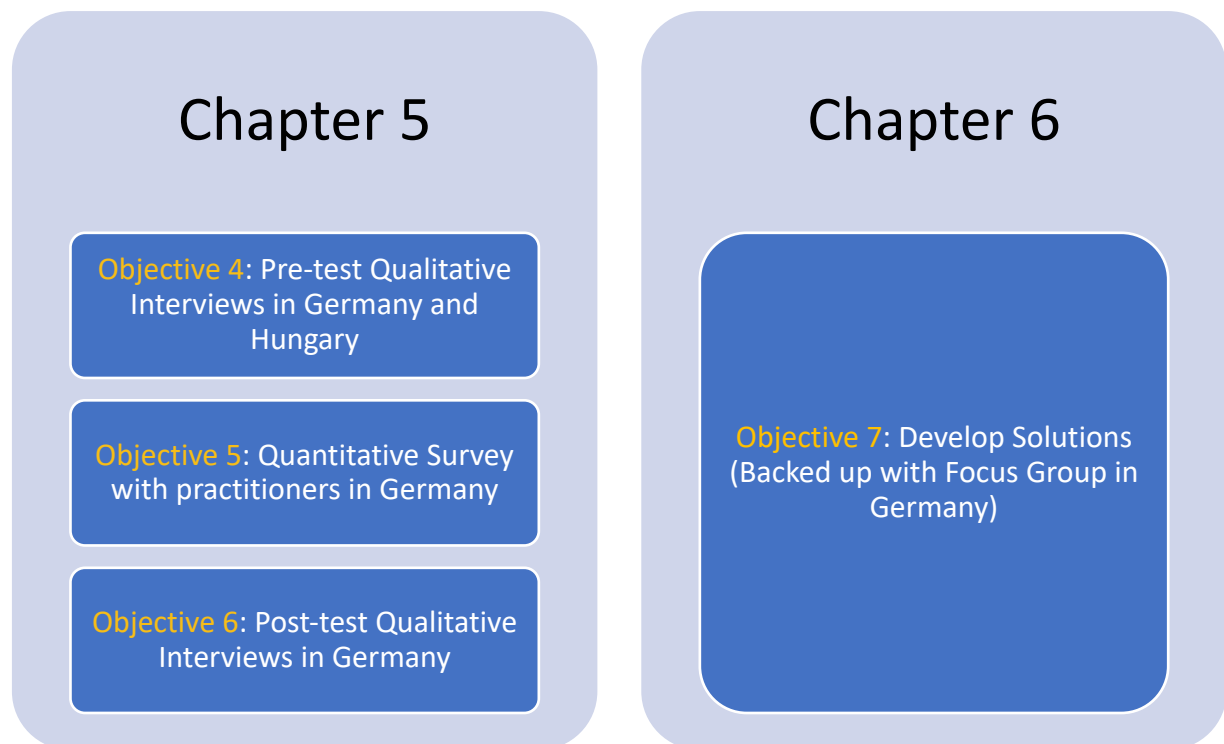 Chapter 5
Objective 4: Pre-test Qualitative
Interviews in Germany and
Hungary
Objective 5: Quantitative Survey
with practitioners in Germany
Objective 6: Post-test Qualitative
Interviews in Germany
Chapter 6
Objective 7: Develop Solutions
(Backed up with Focus Group in
Germany)